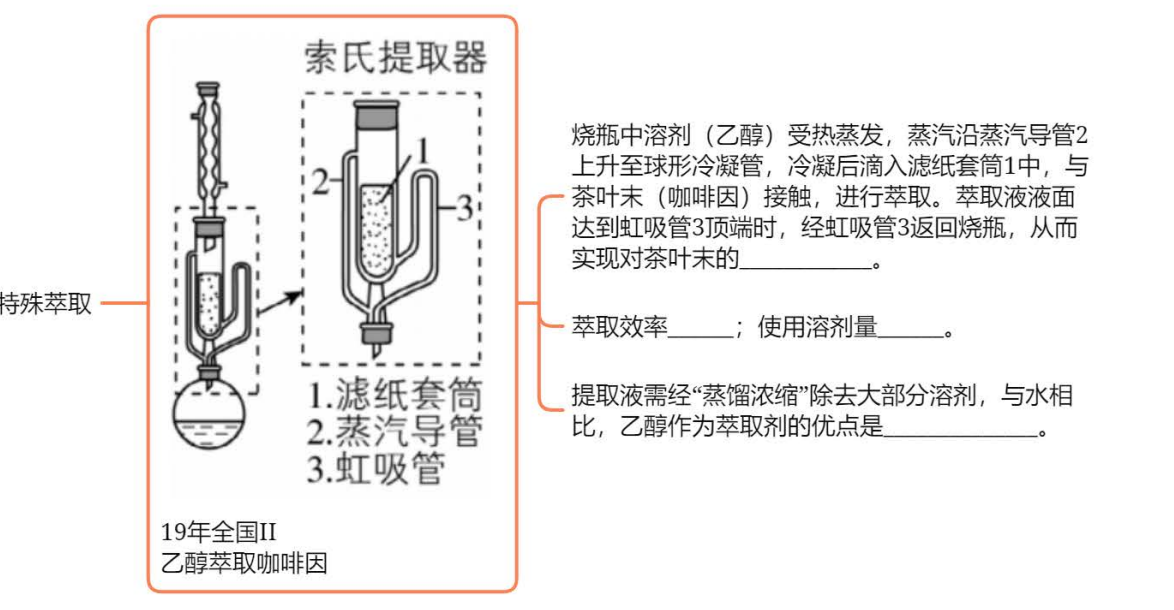 特殊萃取
索氏提取器
1
2
3
1.滤纸套筒
2.蒸汽导管
3.虹吸管
19年全国II
乙醇萃取咖啡因
烧瓶中溶剂（乙醇）受热蒸发，蒸汽沿蒸汽导管2
上升至球形冷凝管，冷凝后滴入滤纸套筒1中，与
茶叶末（咖啡因）接触，进行萃取。萃取液液面
达到虹吸管3顶端时，经虹吸管3返回烧瓶，从而
实现对茶叶末的____________。
萃取效率______；使用溶剂量______。
提取液需经“蒸馏浓缩”除去大部分溶剂，与水相
比，乙醇作为萃取剂的优点是______________。